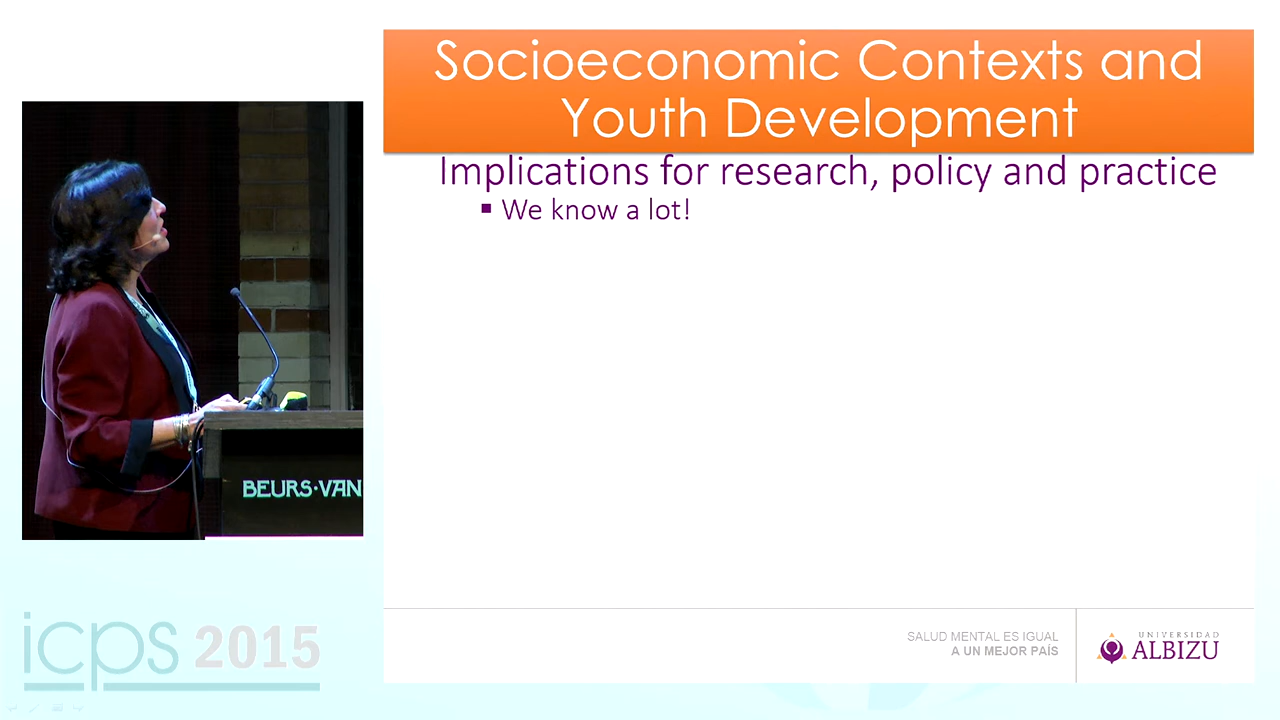 Socioeconomic Contexts and
Youth Development
Implications for research, policy and practice
▪ We know a lot!
BEURS·VAN
icps 2015
SALUD MENTAL ES IGUAL
A UN MEJOR PAÍS
UNIVERSIDAD
ALBIZU